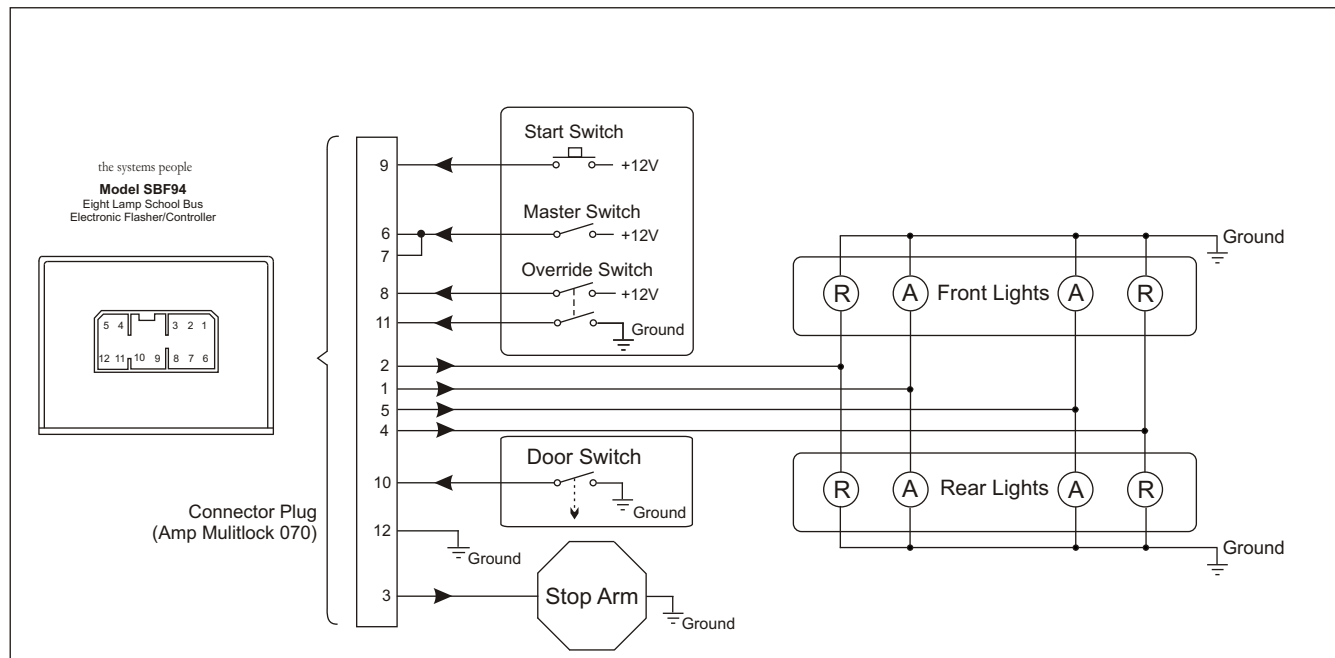 the systems people
Model SBF94
Eight Lamp School Bus
Electronic Flasher/Controller
5 4 3 2 1
12 11 10 9 8 7 6
Connector Plug
(Amp Mulitlock 070)
9
6
7
8
11
2
1
5
4
10
12
3
Start Switch
+12V
Master Switch
+12V
Override Switch
+12V
Ground
Door Switch
Ground
Ground
Stop Arm
Ground
Ground
R A Front Lights A R
R A Rear Lights A R
Ground